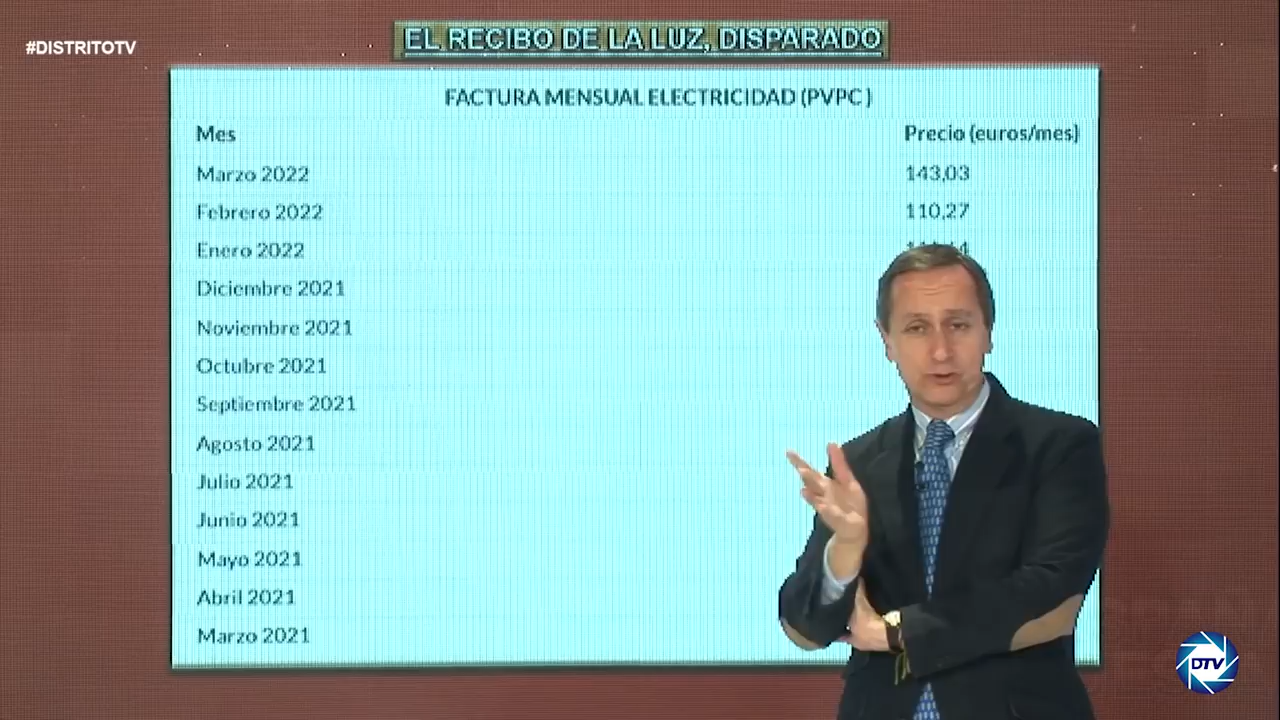 #DISTRITOTV
EL RECIBO DE LA LUZ, DISPARADO
FACTURA MENSUAL ELECTRICIDAD (PVPC )
Mes Precio (euros/mes)
Marzo 2022 143,03
Febrero 2022 110,27
Enero 2022
Diciembre 2021
Noviembre 2021
Octubre 2021
Septiembre 2021
Agosto 2021
Julio 2021
Junio 2021
Mayo 2021
Abril 2021
Marzo 2021
DTV